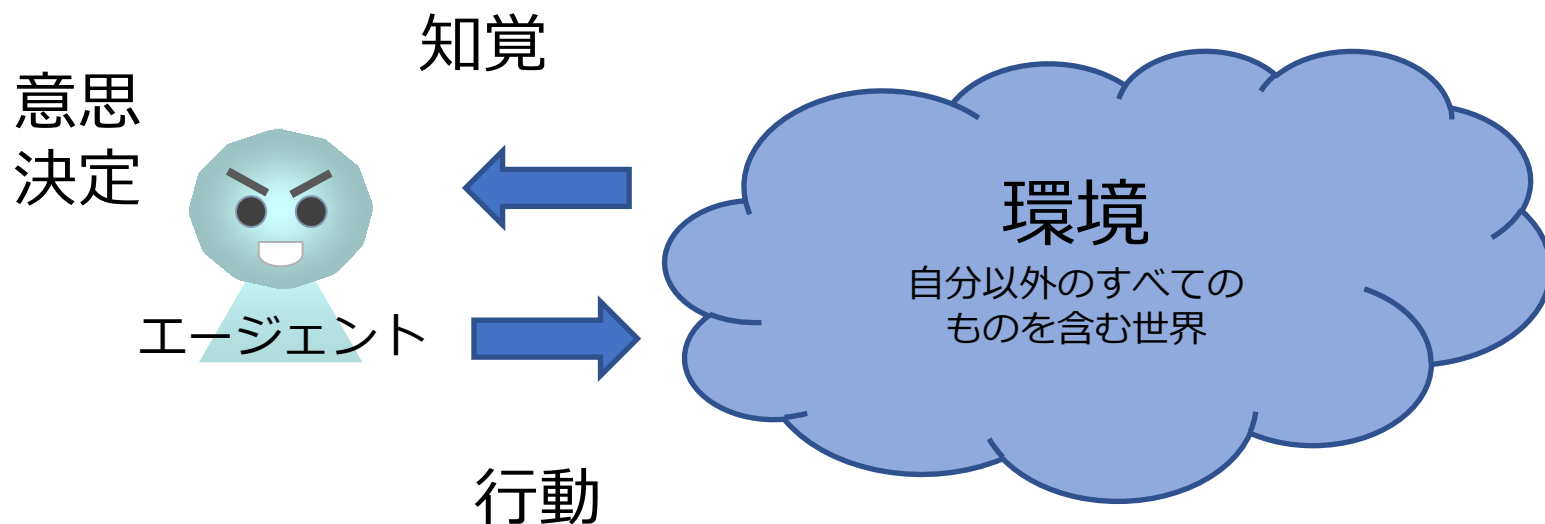 知覚
意思
決定
環境
自分以外のすべての
ものを含む世界
エージェント
行動